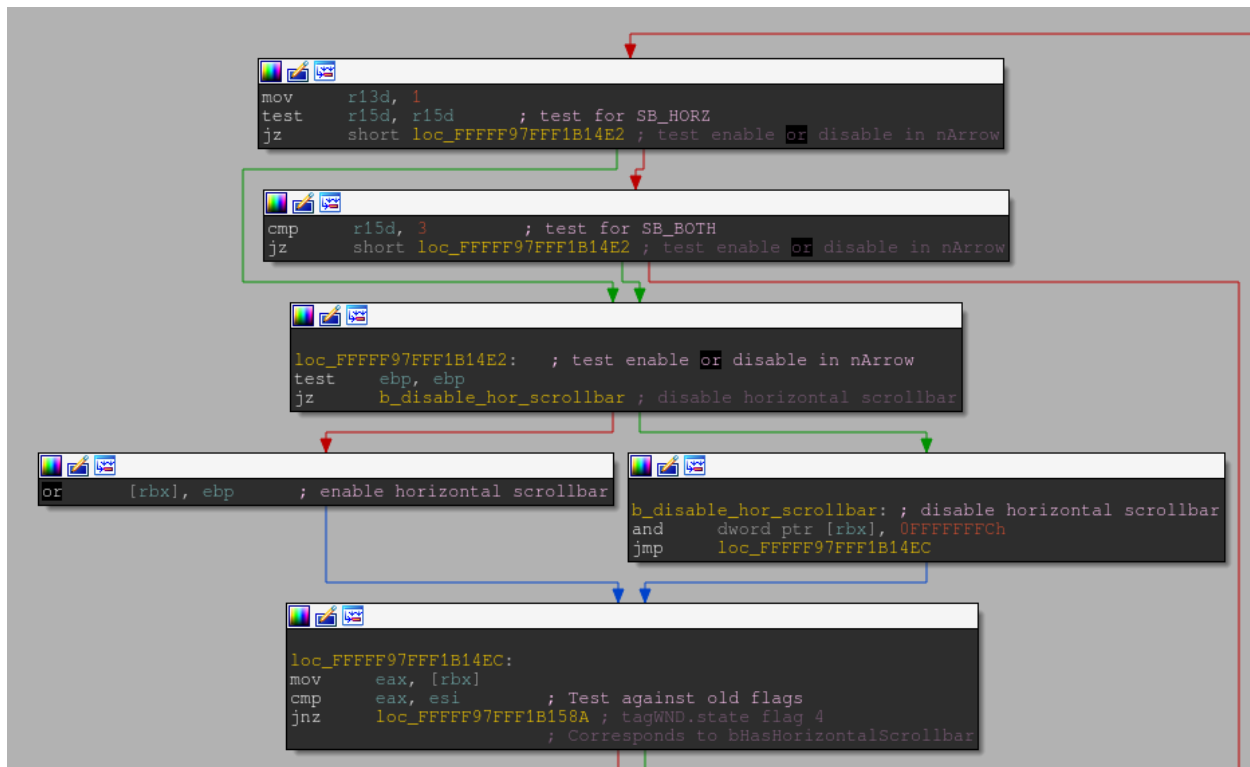 mov r13d, 1
test r15d, r15d ; test for SB_HORZ
jz short loc_FFFFF97FFF1B14E2 ; test enable or disable in nArrow
cmp r15d, 3 ; test for SB_BOTH
jz short loc_FFFFF97FFF1B14E2 ; test enable or disable in nArrow
loc_FFFFF97FFF1B14E2: ; test enable or disable in nArrow
test ebp, ebp
jz b_disable_hor_scrollbar ; disable horizontal scrollbar
or [rbx], ebp ; enable horizontal scrollbar
b_disable_hor_scrollbar: ; disable horizontal scrollbar
and dword ptr [rbx], 0FFFFFFFCh
jmp loc_FFFFF97FFF1B14EC
loc_FFFFF97FFF1B14EC:
mov eax, [rbx]
cmp eax, esi ; Test against old flags
jnz loc_FFFFF97FFF1B158A ; tagWND.state flag 4
; Corresponds to bHasHorizontalScrollbar